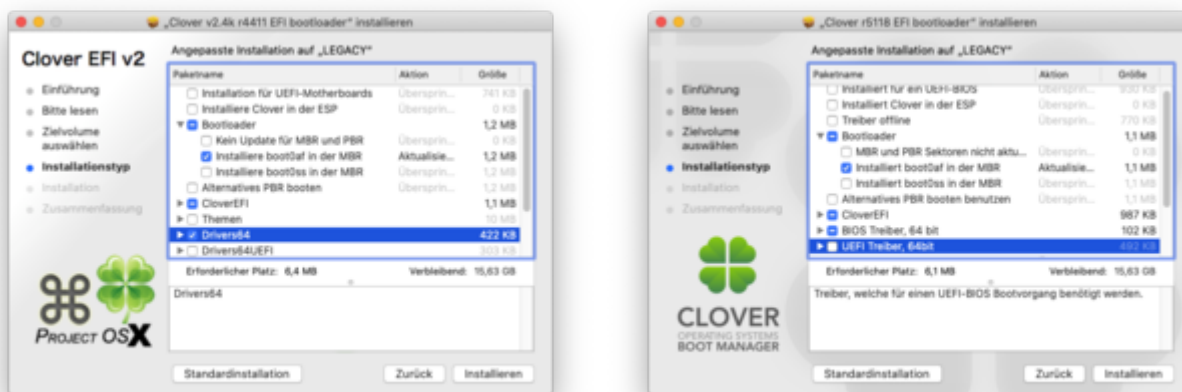 „Clover v2.4k r4411 EFI bootloader“ installieren
Clover EFI v2
Angepasste Installation auf „LEGACY“
Einführung
Bitte lesen
Zielvolume
auswählen
Installationstyp
Installation
Zusammenfassung
Paketname Aktion Größe
Installation für UEFI-Motherboards Übersprin... 741 KB
Installiere Clover in der ESP Übersprin... 0 KB
Bootloader 1,2 MB
Kein Update für MBR und PBR Übersprin... 0 KB
Installiere boot0af in der MBR Aktualisie... 1,2 MB
Installiere boot0ss in der MBR Übersprin... 1,2 MB
Alternatives PBR booten Übersprin... 1,2 MB
CloverEFI 1,1 MB
Themen 10 MB
Drivers64 422 KB
Drivers64UEFI 303 KB
Erforderlicher Platz: 6,4 MB Verbleibend: 15,63 GB
Drivers64
PROJECT OSX
Standardinstallation Zurück Installieren
„Clover r5118 EFI bootloader“ installieren
Angepasste Installation auf „LEGACY“
Einführung
Bitte lesen
Zielvolume
auswählen
Installationstyp
Installation
Zusammenfassung
Paketname Aktion Größe
Installiert für ein UEFI-BIOS Übersprin... 930 KB
Installiert Clover in der ESP Übersprin... 0 KB
Treiber offline Übersprin... 770 KB
Bootloader 1,1 MB
MBR und PBR Sektoren nicht aktu... Übersprin... 0 KB
Installiert boot0af in der MBR Aktualisie... 1,1 MB
Installiert boot0ss in der MBR Übersprin... 1,1 MB
Alternatives PBR booten benutzen Übersprin... 1,1 MB
CloverEFI 987 KB
BIOS Treiber, 64 bit 102 KB
UEFI Treiber, 64bit 492 KB
Erforderlicher Platz: 6,1 MB Verbleibend: 15,63 GB
Treiber, welche für einen UEFI-BIOS Bootvorgang benötigt werden.
CLOVER
OPERATING SYSTEMS
BOOT MANAGER
Standardinstallation Zurück Installieren